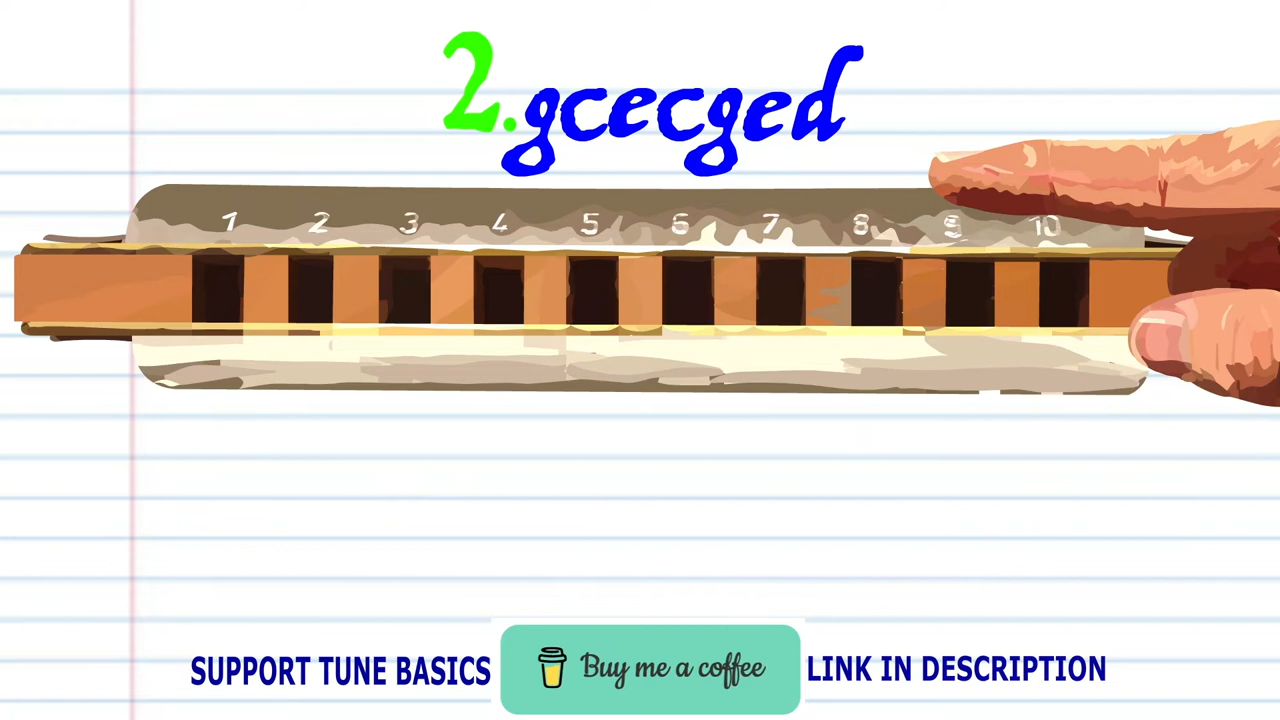 2.gcecged
1 2 3 4 5 6 7 8 9 10
SUPPORT TUNE BASICS Buy me a coffee LINK IN DESCRIPTION